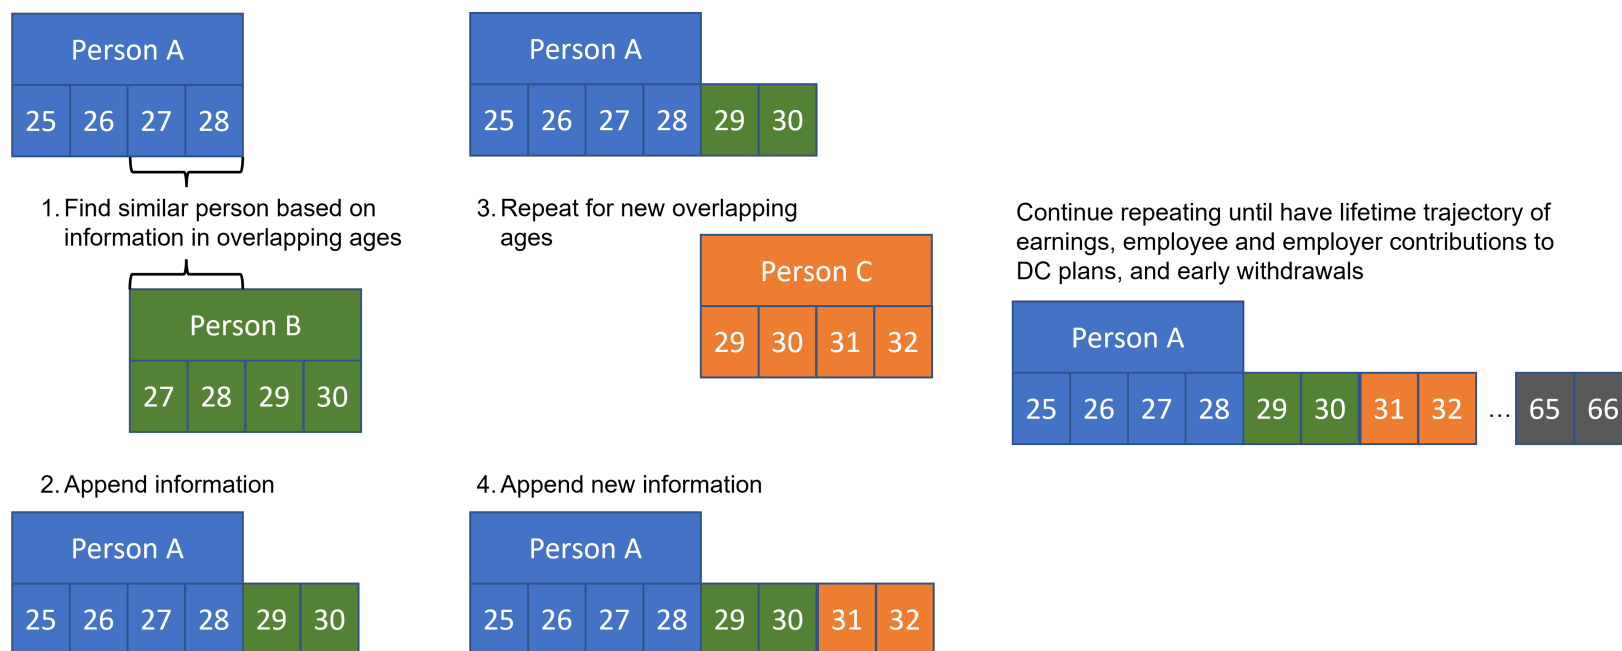 Person A
25 26 27 28
1. Find similar person based on
information in overlapping ages
Person B
27 28 29 30
2. Append information
Person A
25 26 27 28 29 30
Person A
25 26 27 28 29 30
3. Repeat for new overlapping
ages
Person C
29 30 31 32
4. Append new information
Person A
25 26 27 28 29 30 31 32
Continue repeating until have lifetime trajectory of
earnings, employee and employer contributions to
DC plans, and early withdrawals
Person A
25 26 27 28 29 30 31 32 ... 65 66